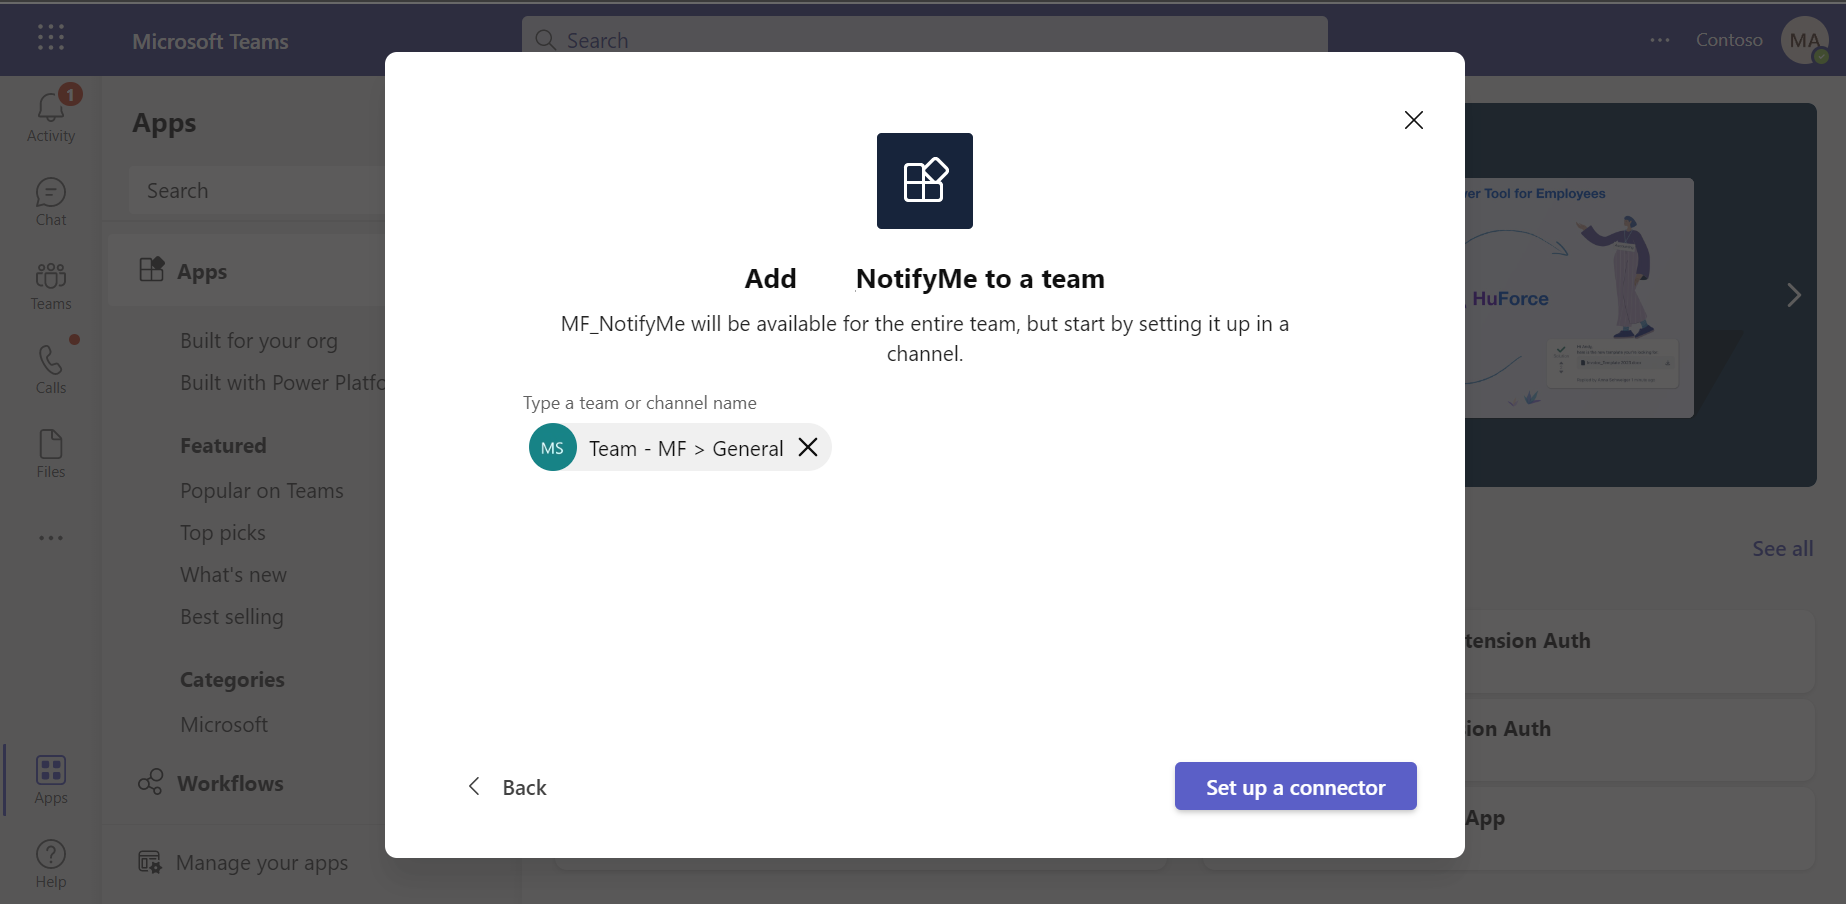 Microsoft Teams
Search
Contoso
MA
1
Activity
Chat
Teams
Calls
Files
Apps
Help
Apps
Search
Apps
Built for your org
Built with Power Platfo
Featured
Popular on Teams
Top picks
What's new
Best selling
Categories
Microsoft
Workflows
Manage your apps
Add NotifyMe to a team
MF_NotifyMe will be available for the entire team, but start by setting it up in a
channel.
Type a team or channel name
MS
Team - MF > General
Back
Set up a connector
er Tool for Employees
HuForce
See all
tension Auth
ion Auth
App